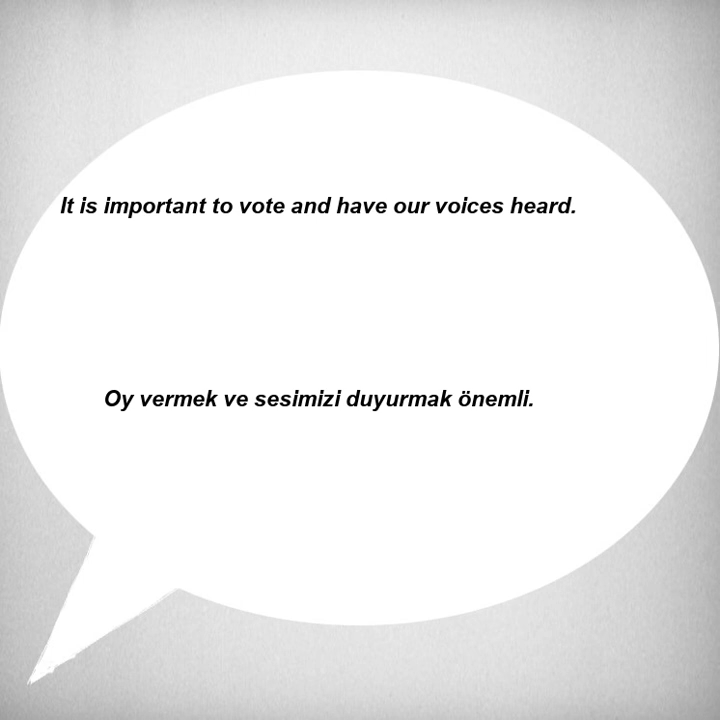 It is important to vote and have our voices heard.
Oy vermek ve sesimizi duyurmak önemli.